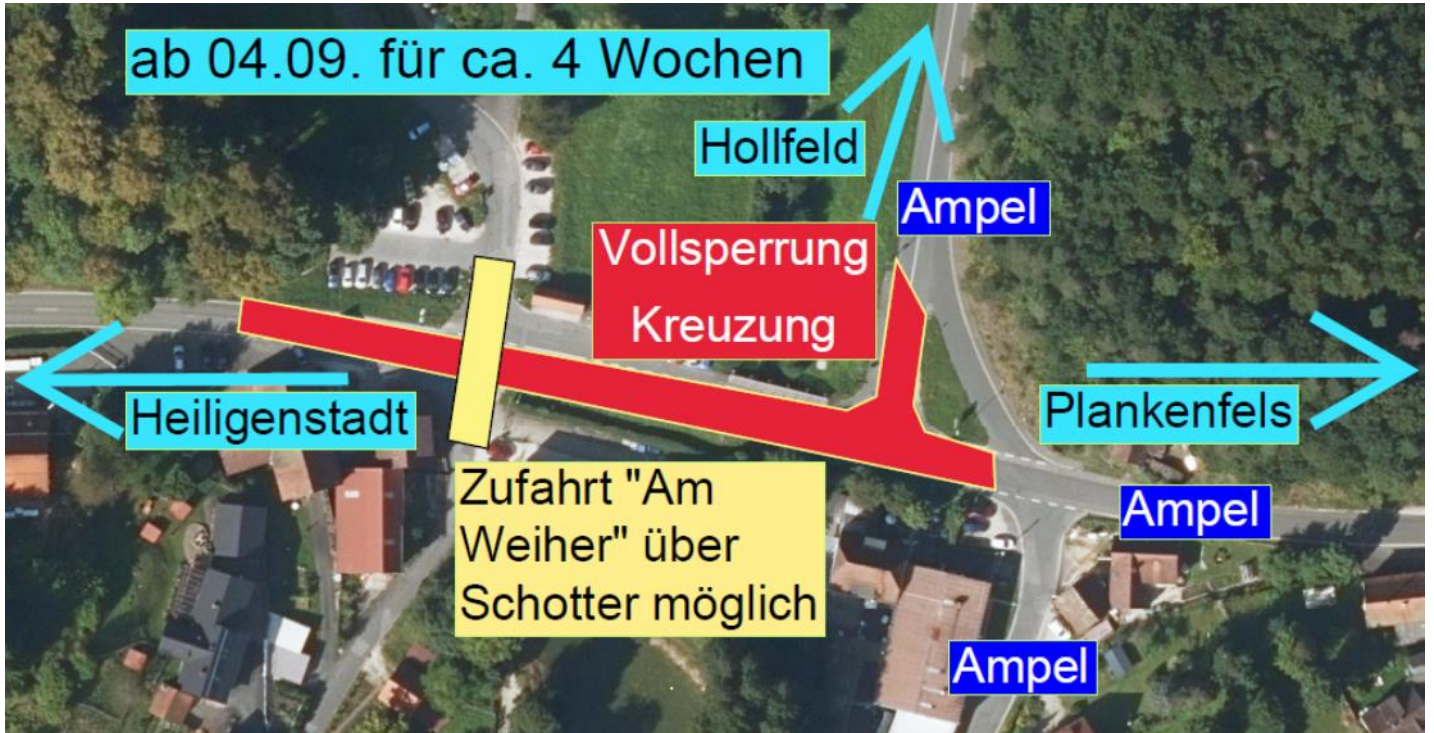 ab 04.09. für ca. 4 Wochen
Hollfeld
Ampel
Vollsperrung
Kreuzung
Heiligenstadt
Plankenfels
Zufahrt "Am
Weiher" über
Schotter möglich
Ampel
Ampel